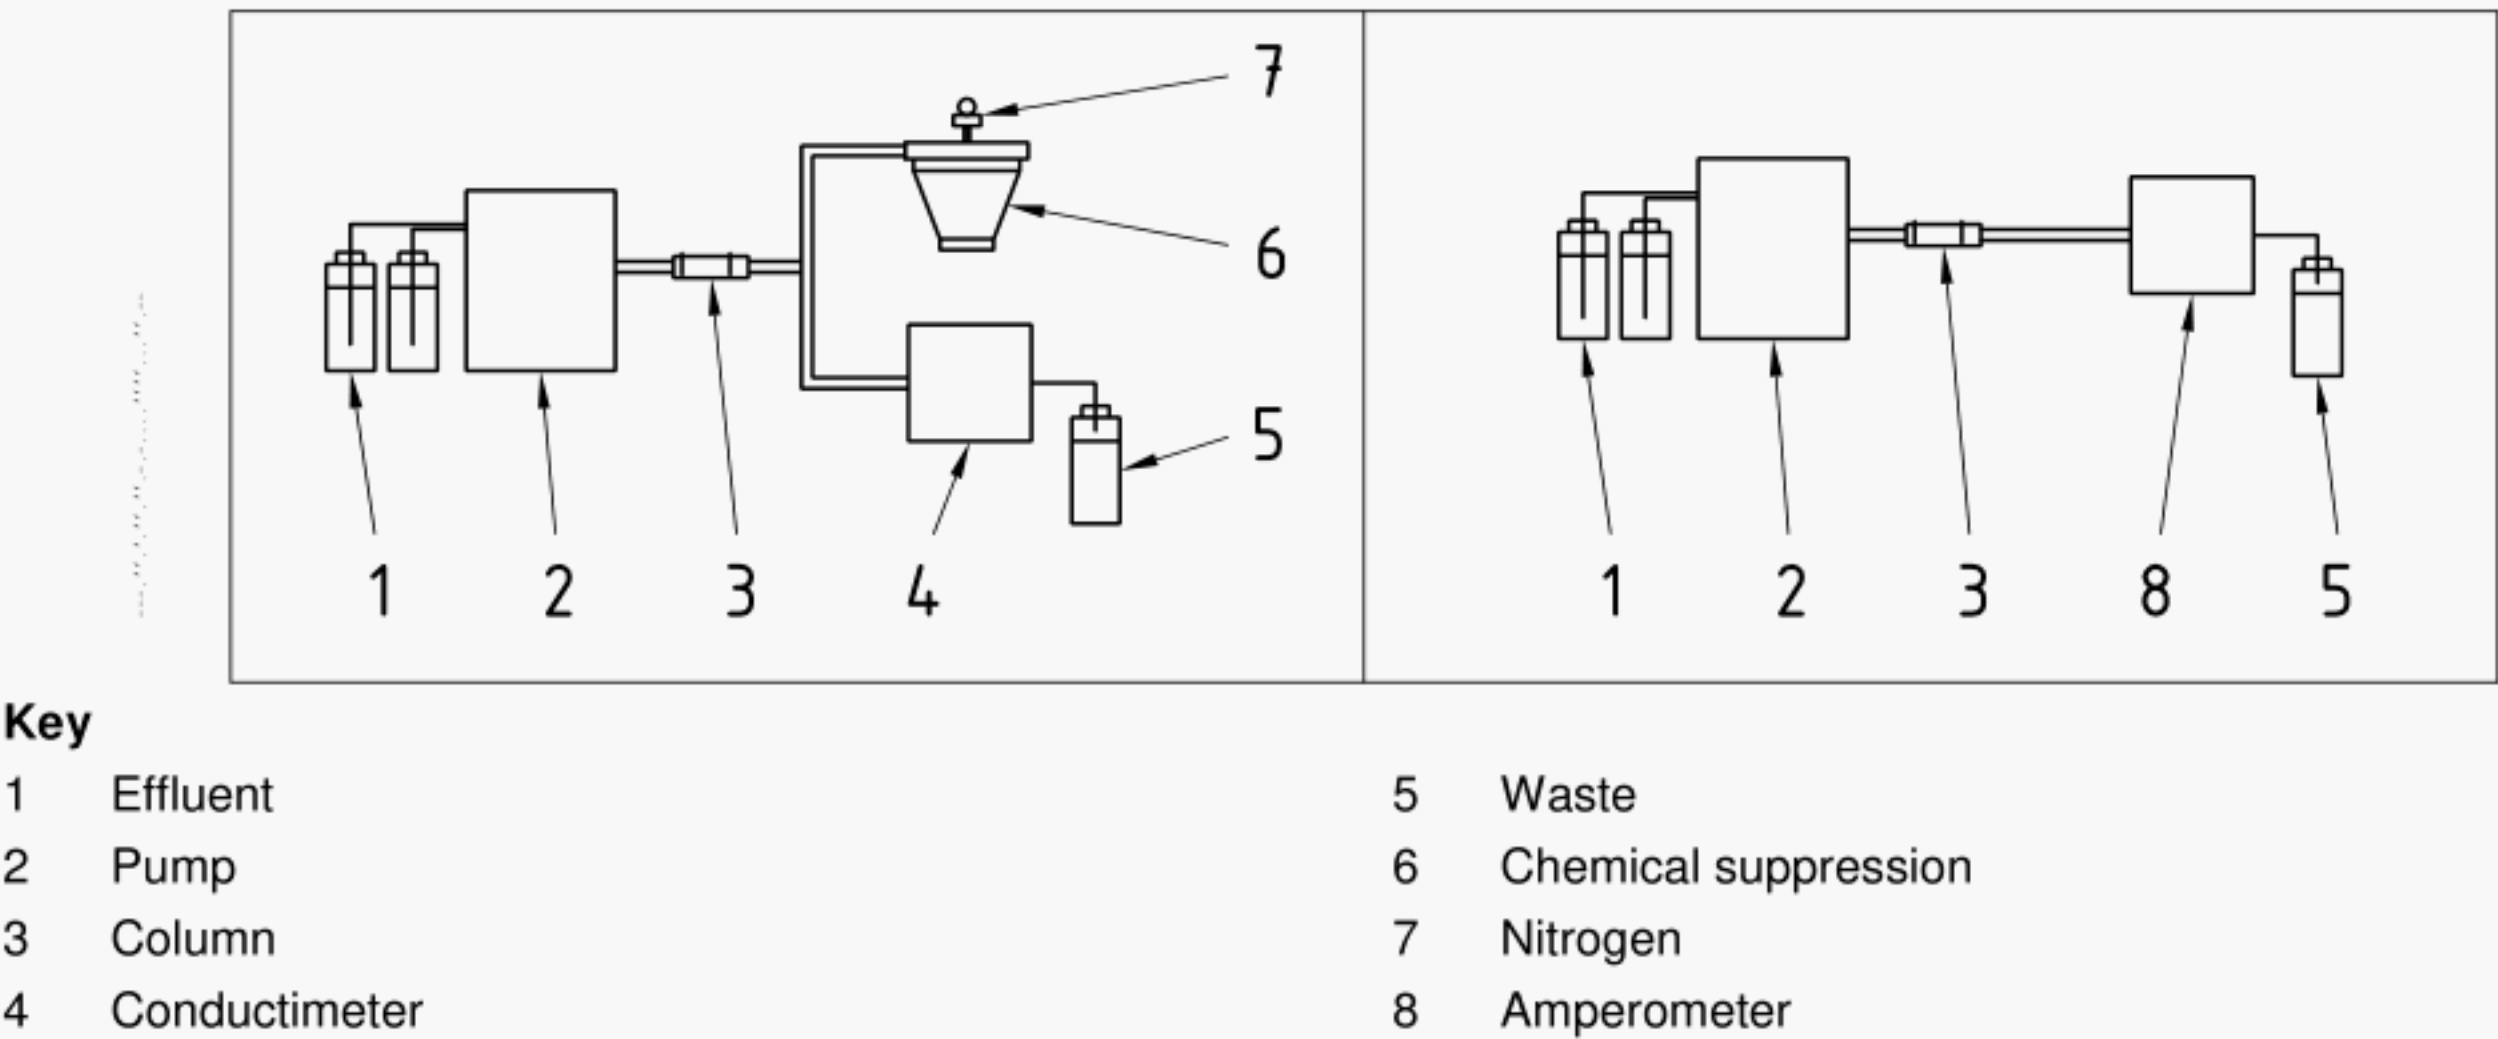 7
6
5
1 2 3 4
1 2 3 8 5
Key
1 Effluent
2 Pump
3 Column
4 Conductimeter
5 Waste
6 Chemical suppression
7 Nitrogen
8 Amperometer